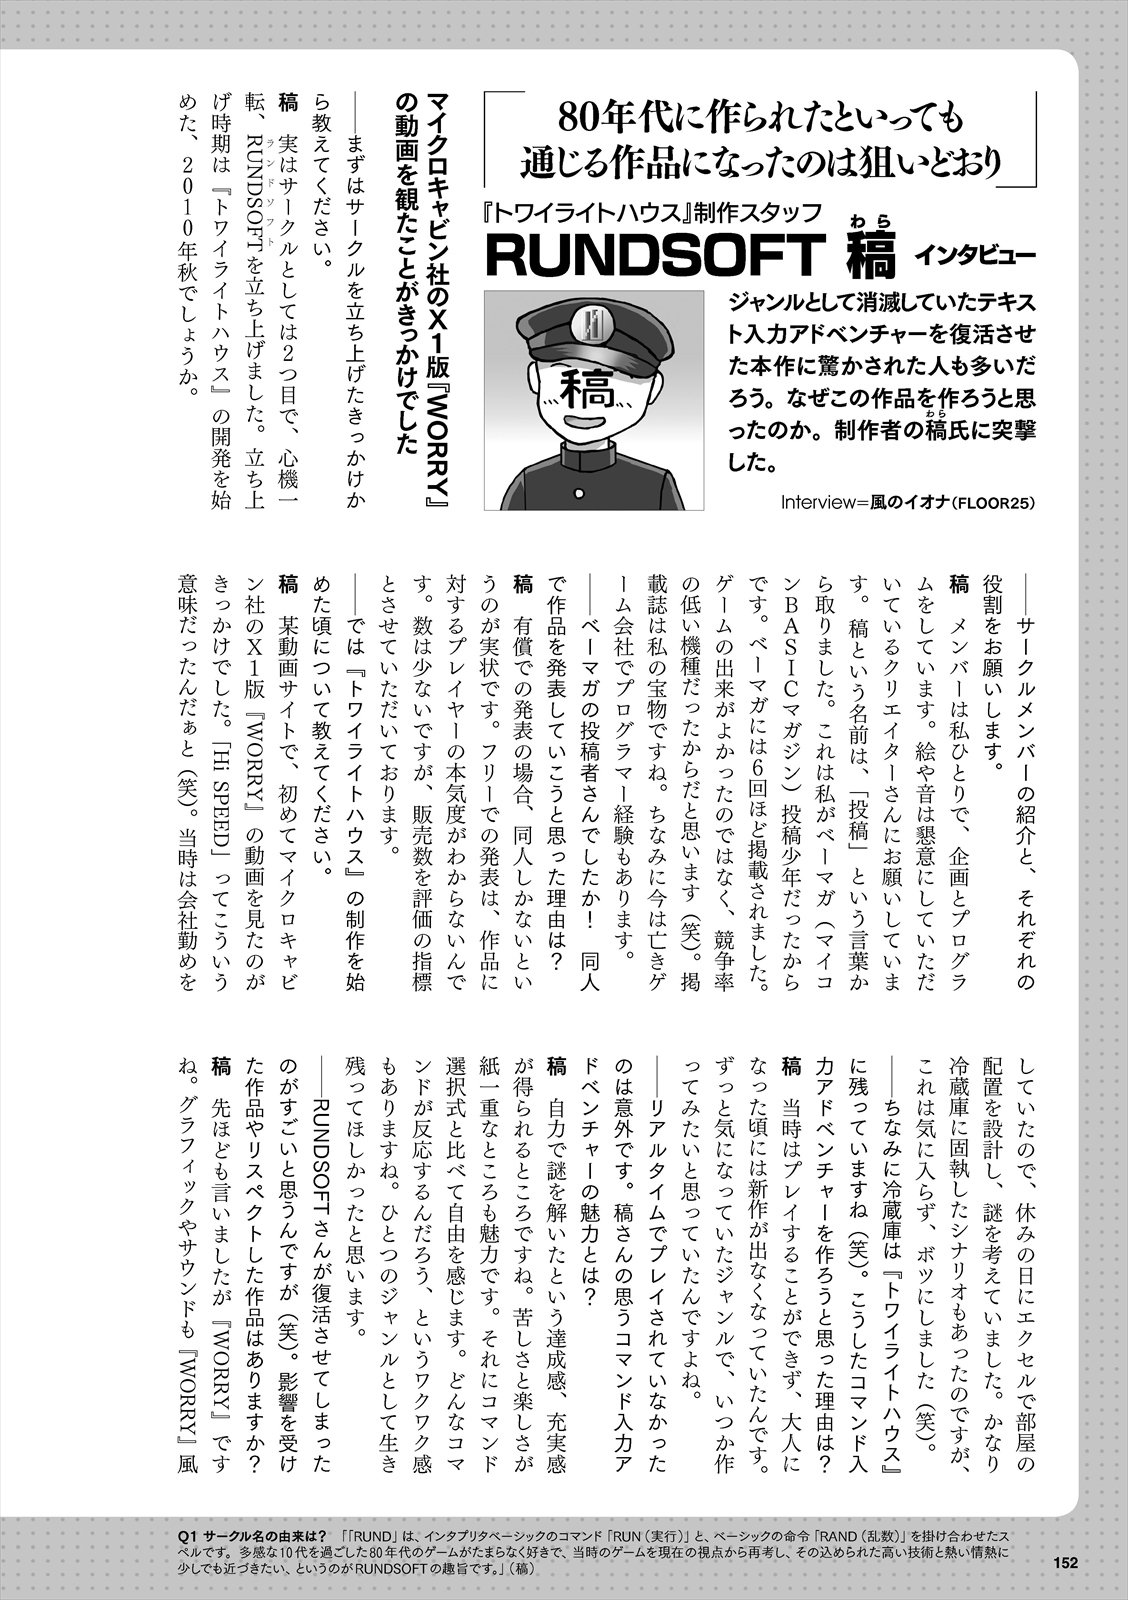 80年代に作られたといっても
通じる作品になったのは狙いどおり
『トワイライトハウス』制作スタッフ
RUNDSOFT 稿 インタビュー
わら
ジャンルとして消滅していたテキス
ト入力アドベンチャーを復活させ
た本作に驚かされた人も多いだ
ろう。なぜこの作品を作ろうと思
ったのか。制作者の稿氏に突撃
わら
した。
Interview=風のイオナ(FLOOR25)
稿
マイクロキャビン社のX1版『WORRY』
の動画を観たことがきっかけでした
――まずはサークルを立ち上げたきっかけか
ら教えてください。
稿　実はサークルとしては2つ目で、心機一
転、RUNDSOFTを立ち上げました。立ち上
ランドソフト
げ時期は『トワイライトハウス』の開発を始
めた、2010年秋でしょうか。
――サークルメンバーの紹介と、それぞれの
役割をお願いします。
稿　メンバーは私ひとりで、企画とプログラ
ムをしています。絵や音は懇意にしていただ
いているクリエイターさんにお願いしていま
す。稿という名前は、「投稿」という言葉か
ら取りました。これは私がベーマガ（マイコ
ンBASICマガジン）投稿少年だったから
です。ベーマガには6回ほど掲載されました。
ゲームの出来がよかったのではなく、競争率
の低い機種だったからだと思います（笑）。掲
載誌は私の宝物ですね。ちなみに今は亡きゲ
ーム会社でプログラマー経験もあります。
――ベーマガの投稿者さんでしたか！　同人
で作品を発表していこうと思った理由は？
稿　有償での発表の場合、同人しかないとい
うのが実状です。フリーでの発表は、作品に
対するプレイヤーの本気度がわからないんで
す。数は少ないですが、販売数を評価の指標
とさせていただいております。
――では『トワイライトハウス』の制作を始
めた頃について教えてください。
稿　某動画サイトで、初めてマイクロキャビ
ン社のX1版『WORRY』の動画を見たのが
きっかけでした。「Hi SPEED」ってこういう
意味だったんだぁと（笑）。当時は会社勤めを
していたので、休みの日にエクセルで部屋の
配置を設計し、謎を考えていました。かなり
冷蔵庫に固執したシナリオもあったのですが、
これは気に入らず、ボツにしました（笑）。
――ちなみに冷蔵庫は『トワイライトハウス』
に残っていますね（笑）。こうしたコマンド入
力アドベンチャーを作ろうと思った理由は？
稿　当時はプレイすることができず、大人に
なった頃には新作が出なくなっていたんです。
ずっと気になっていたジャンルで、いつか作
ってみたいと思っていたんですよね。
――リアルタイムでプレイされていなかった
のは意外です。稿さんの思うコマンド入力ア
ドベンチャーの魅力とは？
稿　自力で謎を解いたという達成感、充実感
が得られるところですね。苦しさと楽しさが
紙一重なところも魅力です。それにコマンド
選択式と比べて自由を感じます。どんなコマ
ンドが反応するんだろう、というワクワク感
もありますね。ひとつのジャンルとして生き
残ってほしかったと思います。
――RUNDSOFTさんが復活させてしまった
のがすごいと思うんですが（笑）。影響を受け
た作品やリスペクトした作品はありますか？
稿　先ほども言いましたが『WORRY』です
ね。グラフィックやサウンドも『WORRY』風
Q1 サークル名の由来は？　「「RUND」は、インタプリタベーシックのコマンド「RUN（実行）」と、ベーシックの命令「RAND（乱数）」を掛け合わせたス
ペルです。多感な10代を過ごした80年代のゲームがたまらなく好きで、当時のゲームを現在の視点から再考し、その込められた高い技術と熱い情熱に
少しでも近づきたい、というのがRUNDSOFTの趣旨です。」（稿）
152